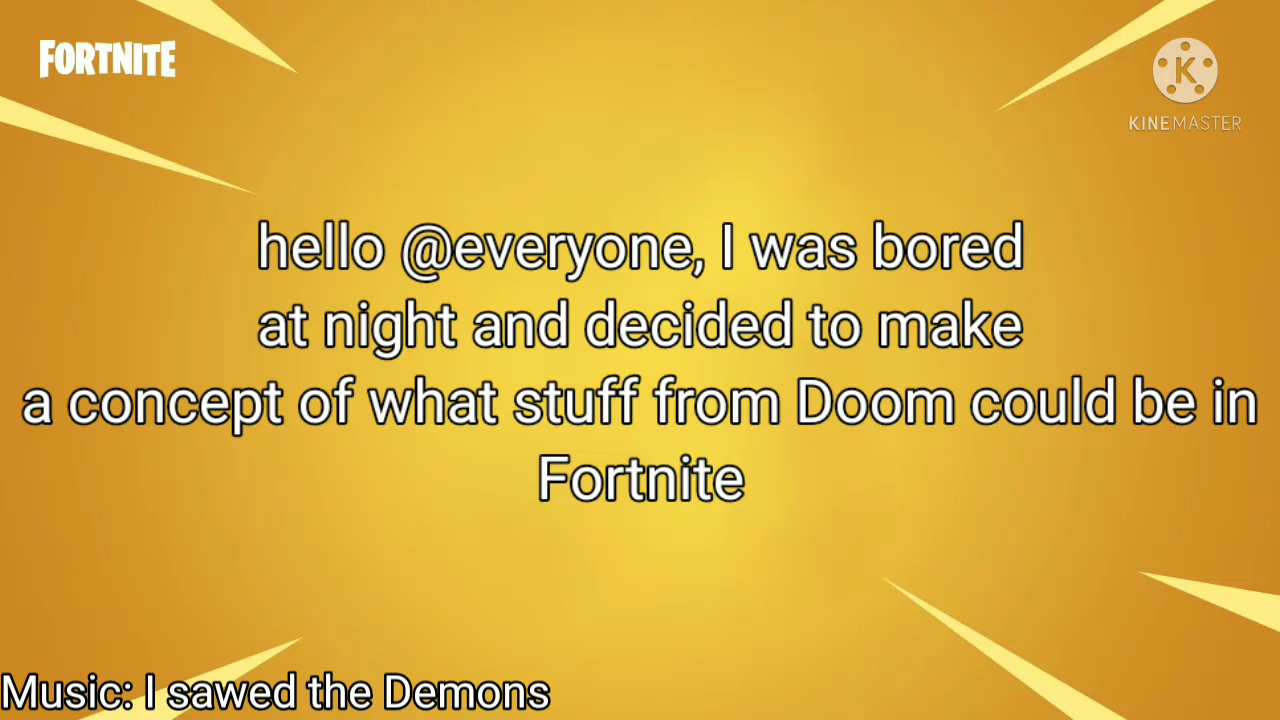 FORTNITE
K
KINEMASTER
hello @everyone, I was bored
at night and decided to make
a concept of what stuff from Doom could be in
Fortnite
Music: I sawed the Demons